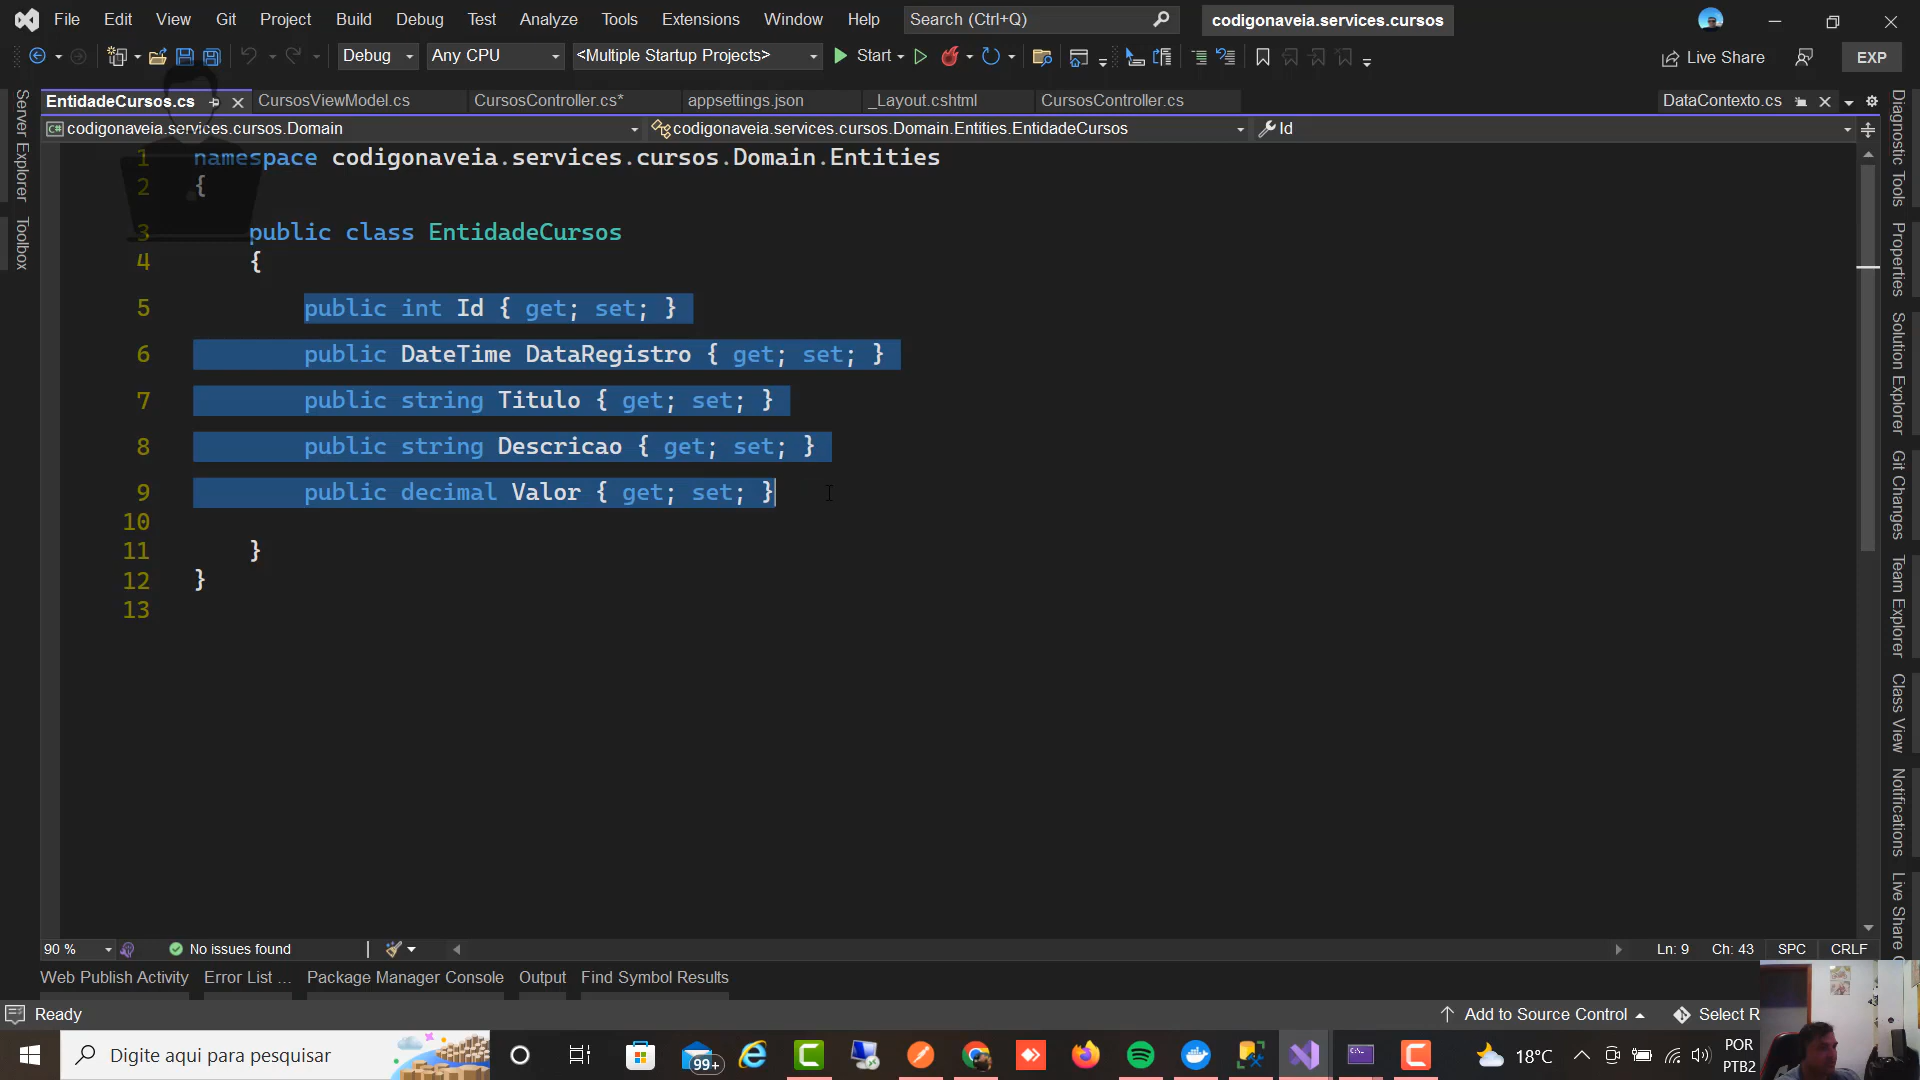 File Edit View Git Project Build Debug Test Analyze Tools Extensions Window Help Search (Ctrl+Q) codigonaveia.services.cursos
Debug Any CPU <Multiple Startup Projects> Start Live Share EXP
EntidadeCursos.cs CursosViewModel.cs CursosController.cs* appsettings.json _Layout.cshtml CursosController.cs DataContexto.cs
C# codigonaveia.services.cursos.Domain codigonaveia.services.cursos.Domain.Entities.EntidadeCursos Id
Server Explorer
Toolbox
1 namespace codigonaveia.services.cursos.Domain.Entities
2 {
3 public class EntidadeCursos
4 {
5 public int Id { get; set; }
6 public DateTime DataRegistro { get; set; }
7 public string Titulo { get; set; }
8 public string Descricao { get; set; }
9 public decimal Valor { get; set; }
10
11 }
12 }
13
Diagnostic Tools
Properties
Solution Explorer
Git Changes
Team Explorer
Class View
Notifications
Live Share
90 % No issues found Ln: 9 Ch: 43 SPC CRLF
Web Publish Activity Error List ... Package Manager Console Output Find Symbol Results
Ready Add to Source Control Select R
Digite aqui para pesquisar 99+ 18°C POR
PTB2